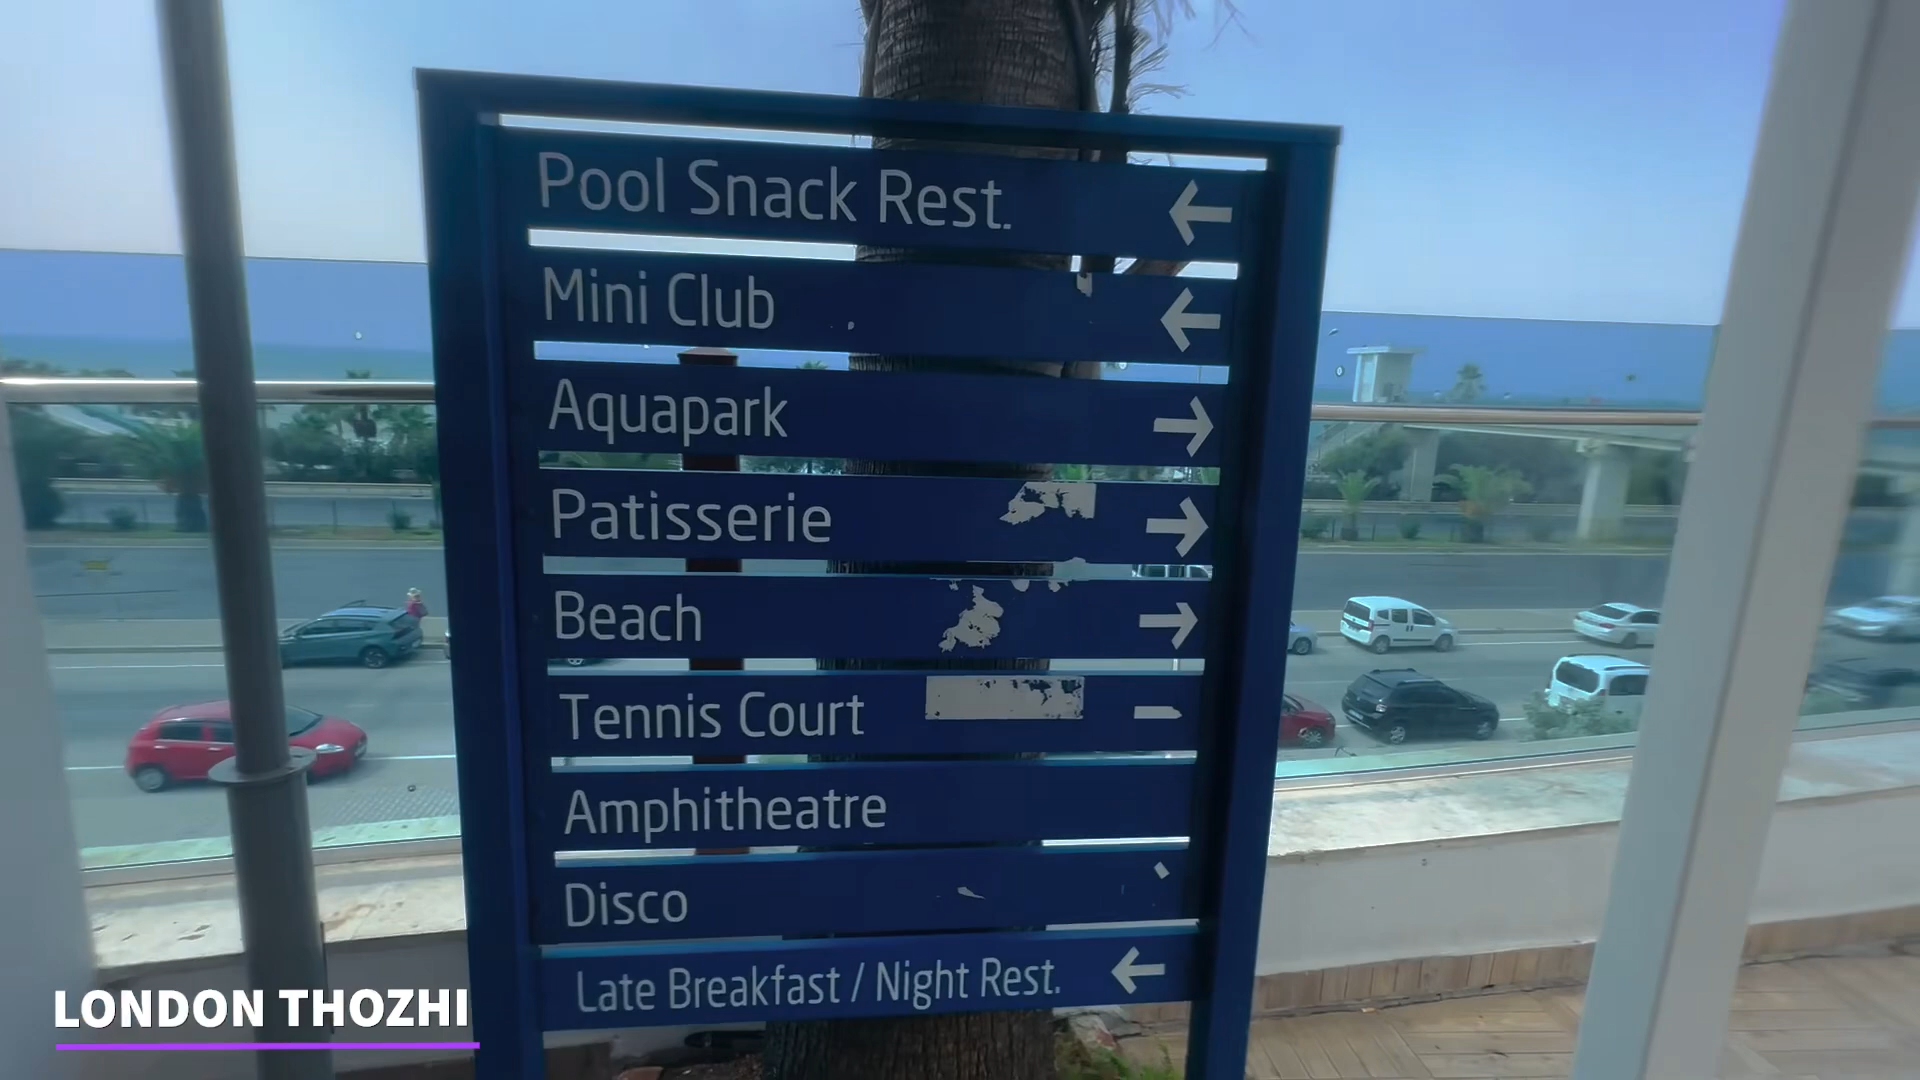 Pool Snack Rest.
Mini Club
Aquapark
Patisserie
Beach
Tennis Court
Amphitheatre
Disco
Late Breakfast / Night Rest.
LONDON THOZHI